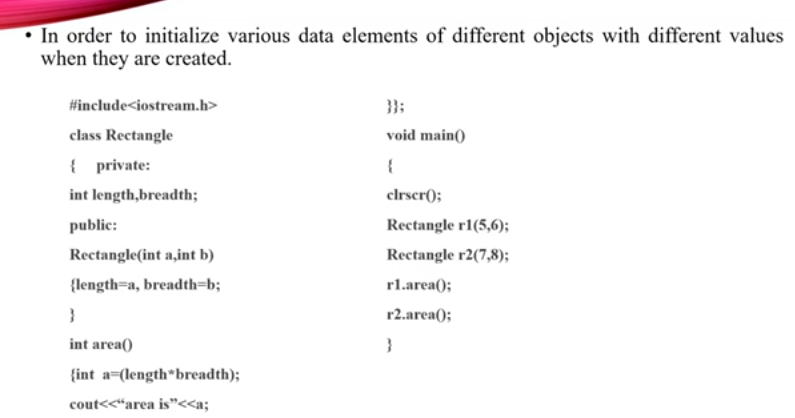 • In order to initialize various data elements of different objects with different values
when they are created.
#include<iostream.h>
class Rectangle
{ private:
int length,breadth;
public:
Rectangle(int a,int b)
{length=a, breadth=b;
}
int area()
{int a=(length*breadth);
cout<<“area is”<<a;
}};
void main()
{
clrscr();
Rectangle r1(5,6);
Rectangle r2(7,8);
r1.area();
r2.area();
}